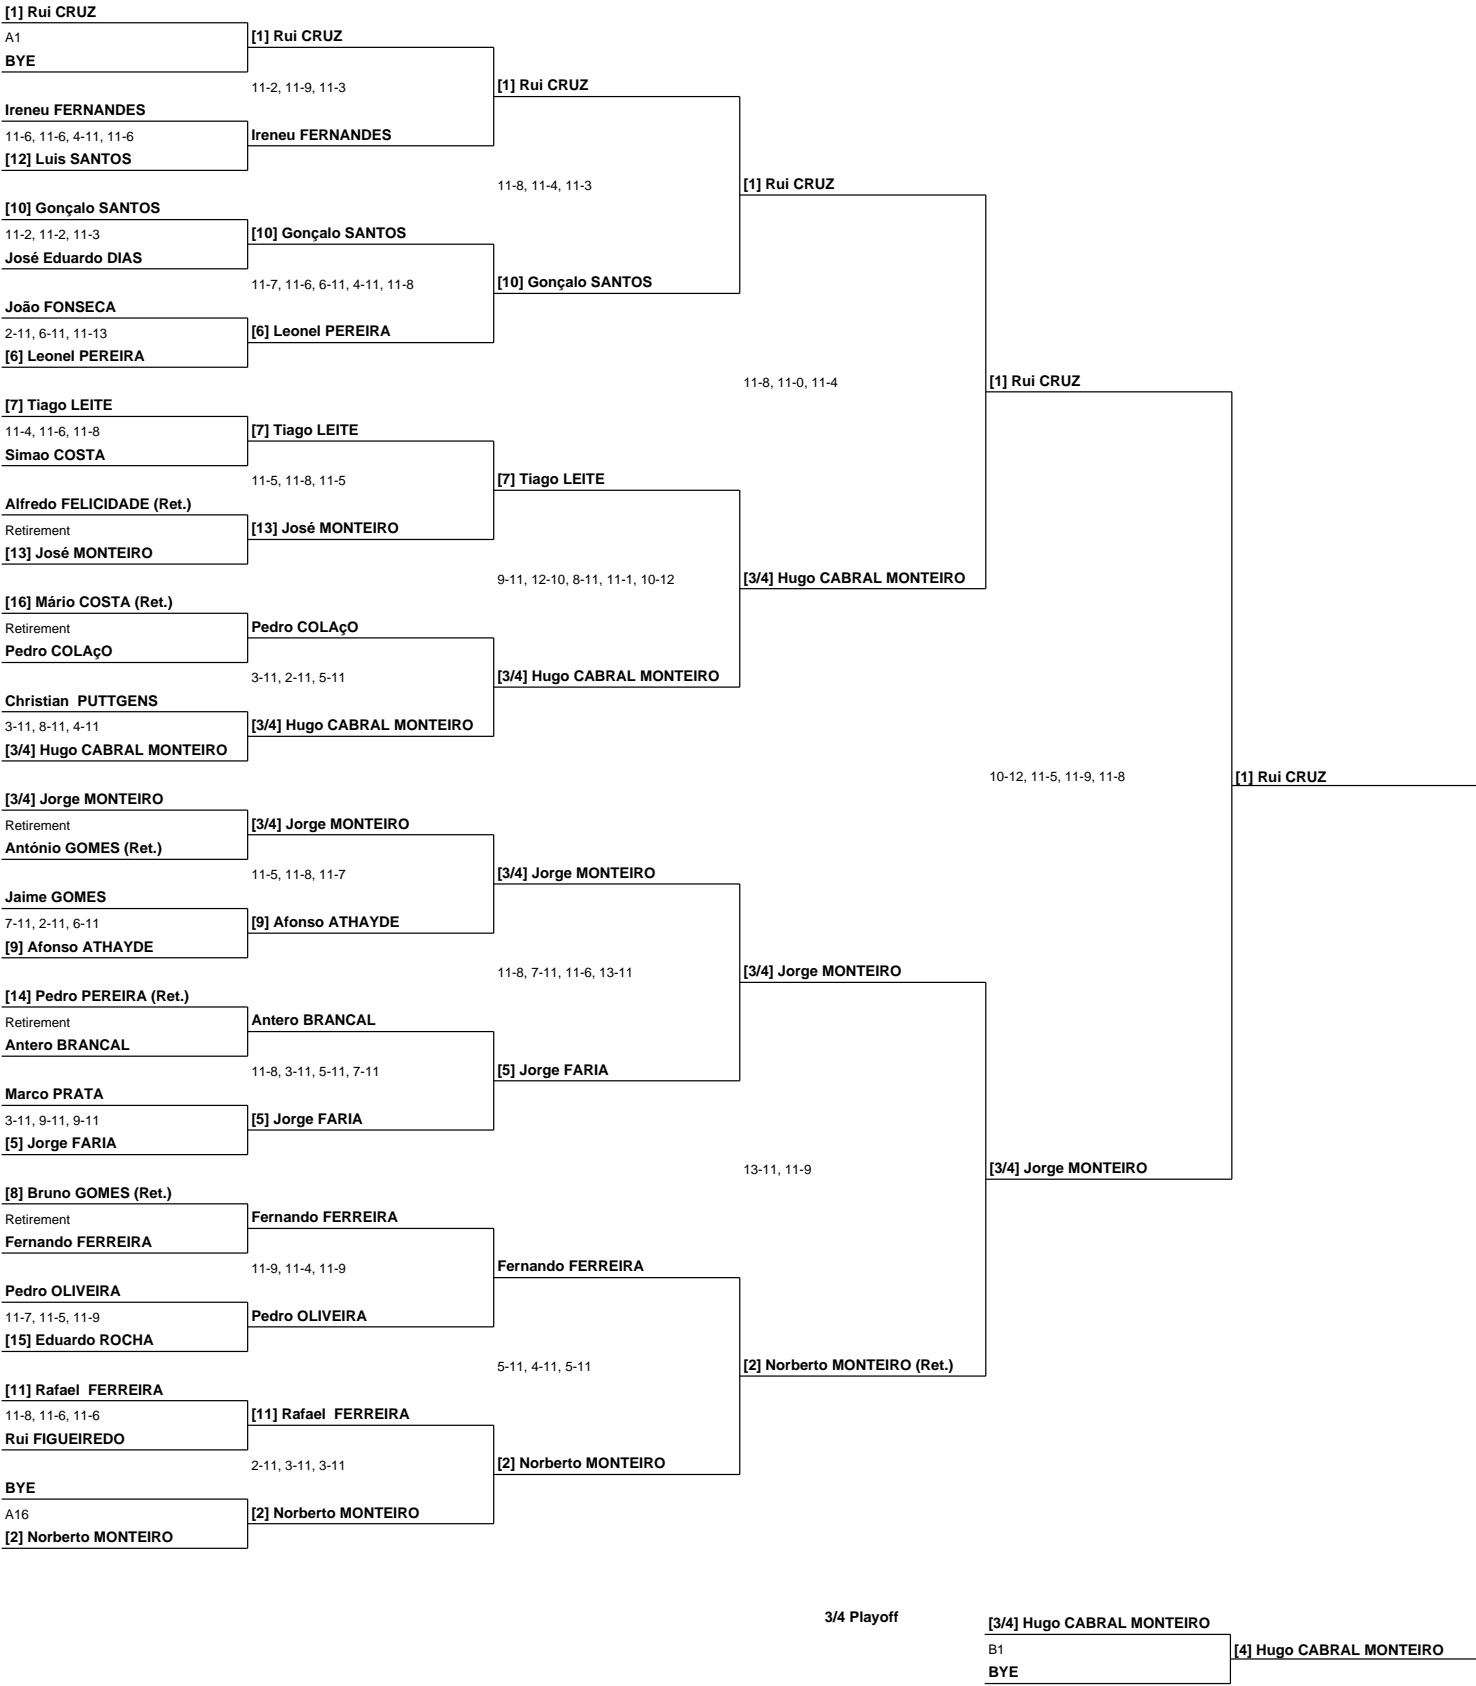 [1] Rui CRUZ
A1
[1] Rui CRUZ
BYE
11-2, 11-9, 11-3
[1] Rui CRUZ
Ireneu FERNANDES
11-6, 11-6, 4-11, 11-6
Ireneu FERNANDES
[12] Luis SANTOS
11-8, 11-4, 11-3
[1] Rui CRUZ
[10] Gonçalo SANTOS
11-2, 11-2, 11-3
[10] Gonçalo SANTOS
José Eduardo DIAS
11-7, 11-6, 6-11, 4-11, 11-8
[10] Gonçalo SANTOS
João FONSECA
2-11, 6-11, 11-13
[6] Leonel PEREIRA
[6] Leonel PEREIRA
11-8, 11-0, 11-4
[1] Rui CRUZ
[7] Tiago LEITE
11-4, 11-6, 11-8
[7] Tiago LEITE
Simao COSTA
11-5, 11-8, 11-5
[7] Tiago LEITE
Alfredo FELICIDADE (Ret.)
Retirement
[13] José MONTEIRO
[13] José MONTEIRO
9-11, 12-10, 8-11, 11-1, 10-12
[3/4] Hugo CABRAL MONTEIRO
[16] Mário COSTA (Ret.)
Retirement
Pedro COLAçO
Pedro COLAçO
3-11, 2-11, 5-11
[3/4] Hugo CABRAL MONTEIRO
Christian  PUTTGENS
3-11, 8-11, 4-11
[3/4] Hugo CABRAL MONTEIRO
[3/4] Hugo CABRAL MONTEIRO
10-12, 11-5, 11-9, 11-8
[1] Rui CRUZ
[3/4] Jorge MONTEIRO
Retirement
[3/4] Jorge MONTEIRO
António GOMES (Ret.)
11-5, 11-8, 11-7
[3/4] Jorge MONTEIRO
Jaime GOMES
7-11, 2-11, 6-11
[9] Afonso ATHAYDE
[9] Afonso ATHAYDE
11-8, 7-11, 11-6, 13-11
[3/4] Jorge MONTEIRO
[14] Pedro PEREIRA (Ret.)
Retirement
Antero BRANCAL
Antero BRANCAL
11-8, 3-11, 5-11, 7-11
[5] Jorge FARIA
Marco PRATA
3-11, 9-11, 9-11
[5] Jorge FARIA
[5] Jorge FARIA
13-11, 11-9
[3/4] Jorge MONTEIRO
[8] Bruno GOMES (Ret.)
Retirement
Fernando FERREIRA
Fernando FERREIRA
11-9, 11-4, 11-9
Fernando FERREIRA
Pedro OLIVEIRA
11-7, 11-5, 11-9
Pedro OLIVEIRA
[15] Eduardo ROCHA
5-11, 4-11, 5-11
[2] Norberto MONTEIRO (Ret.)
[11] Rafael  FERREIRA
11-8, 11-6, 11-6
[11] Rafael  FERREIRA
Rui FIGUEIREDO
2-11, 3-11, 3-11
[2] Norberto MONTEIRO
BYE
A16
[2] Norberto MONTEIRO
[2] Norberto MONTEIRO
3/4 Playoff
[3/4] Hugo CABRAL MONTEIRO
B1
[4] Hugo CABRAL MONTEIRO
BYE